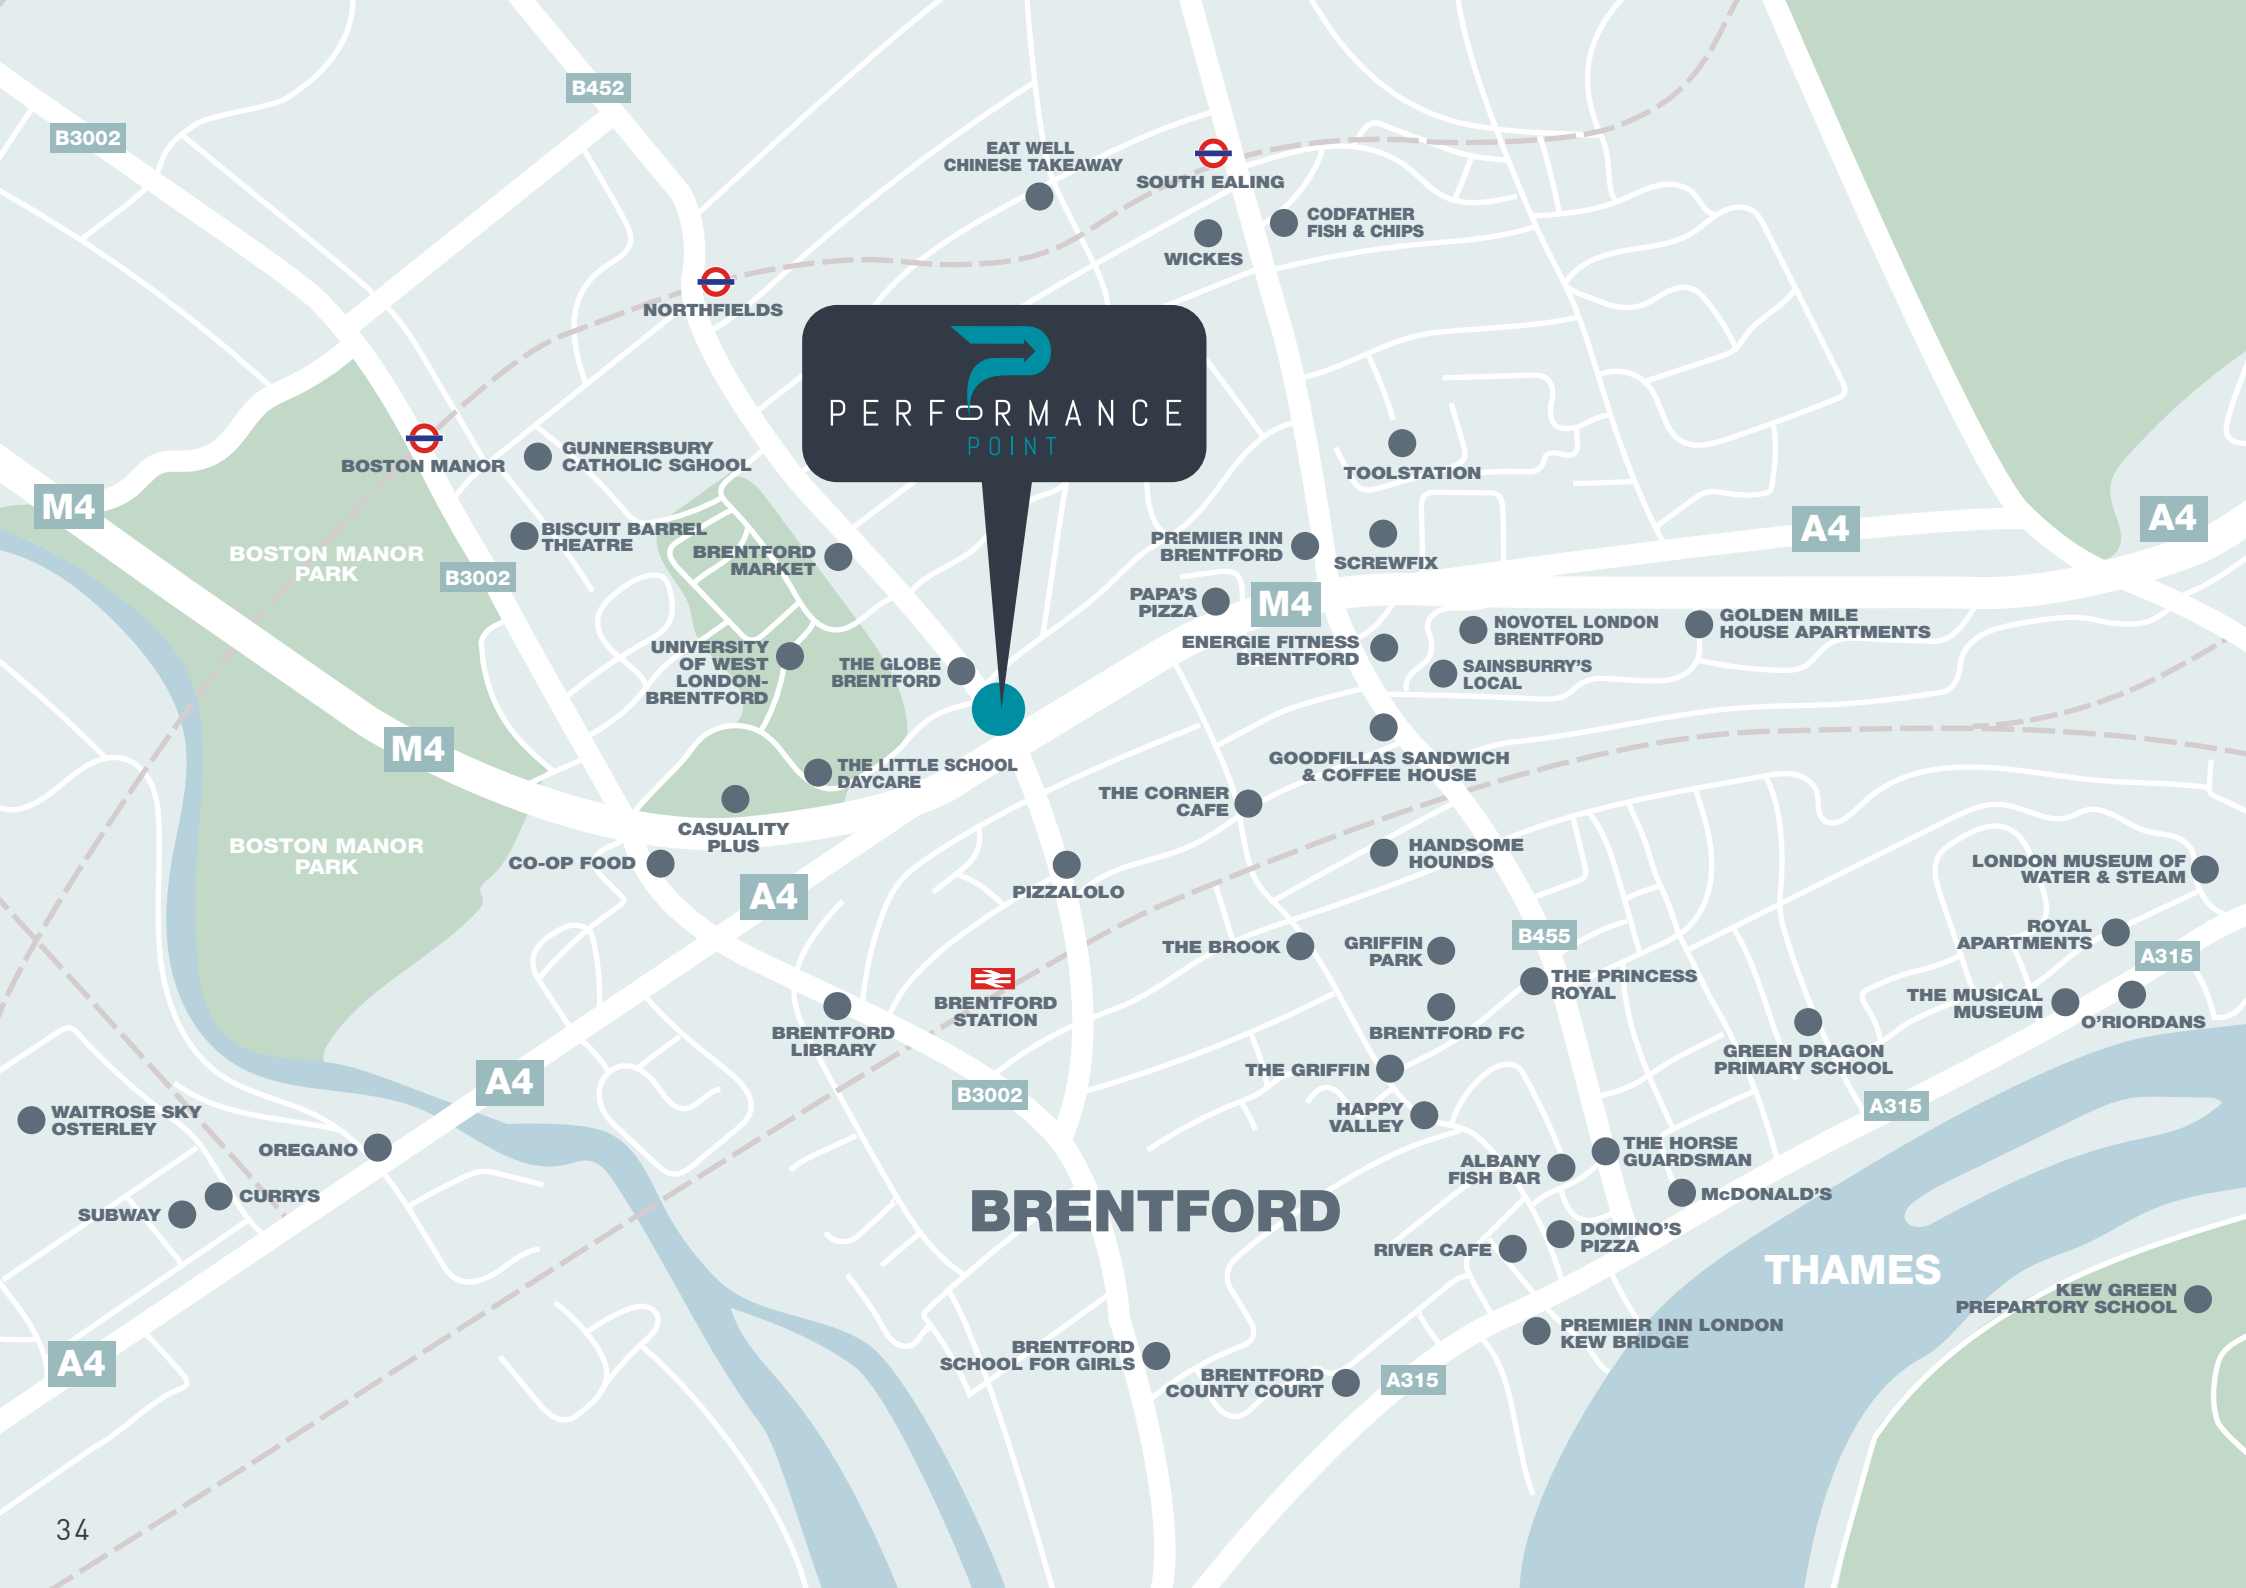 B452
B3002
EAT WELL
CHINESE TAKEAWAY
SOUTH EALING
CODFATHER
FISH & CHIPS
WICKES
NORTHFIELDS
PERFORMANCE
POINT
BOSTON MANOR
GUNNERSBURY
CATHOLIC SGHOOL
TOOLSTATION
M4
BISCUIT BARREL
THEATRE
BRENTFORD
MARKET
PREMIER INN
BRENTFORD
SCREWFIX
A4
A4
BOSTON MANOR
PARK
B3002
PAPA'S
PIZZA
M4
NOVOTEL LONDON
BRENTFORD
GOLDEN MILE
HOUSE APARTMENTS
ENERGIE FITNESS
BRENTFORD
SAINSBURRY'S
LOCAL
UNIVERSITY
OF WEST
LONDON-
BRENTFORD
THE GLOBE
BRENTFORD
M4
GOODFILLAS SANDWICH
& COFFEE HOUSE
THE LITTLE SCHOOL
DAYCARE
THE CORNER
CAFE
CASUALITY
PLUS
BOSTON MANOR
PARK
CO-OP FOOD
HANDSOME
HOUNDS
LONDON MUSEUM OF
WATER & STEAM
A4
PIZZALOLO
THE BROOK
GRIFFIN
PARK
B455
ROYAL
APARTMENTS
A315
THE PRINCESS
ROYAL
BRENTFORD
STATION
THE MUSICAL
MUSEUM
O'RIORDANS
BRENTFORD
LIBRARY
BRENTFORD FC
GREEN DRAGON
PRIMARY SCHOOL
THE GRIFFIN
A4
B3002
A315
HAPPY
VALLEY
WAITROSE SKY
OSTERLEY
OREGANO
THE HORSE
GUARDSMAN
ALBANY
FISH BAR
McDONALD'S
CURRYS
SUBWAY
BRENTFORD
DOMINO'S
PIZZA
RIVER CAFE
THAMES
KEW GREEN
PREPARTORY SCHOOL
PREMIER INN LONDON
KEW BRIDGE
BRENTFORD
SCHOOL FOR GIRLS
A4
BRENTFORD
COUNTY COURT
A315
34